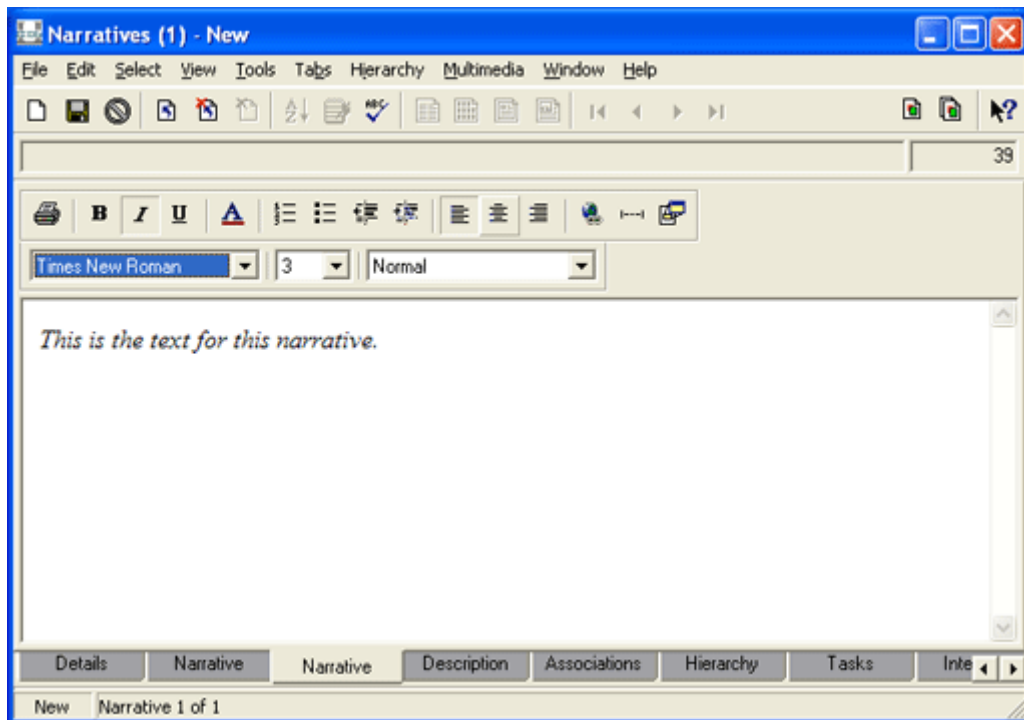 Narratives (1) - New
File Edit Select View Tools Tabs Hierarchy Multimedia Window Help
39
B I U A
Times New Roman 3 Normal
This is the text for this narrative.
Details Narrative Narrative Description Associations Hierarchy Tasks Inte
New Narrative 1 of 1